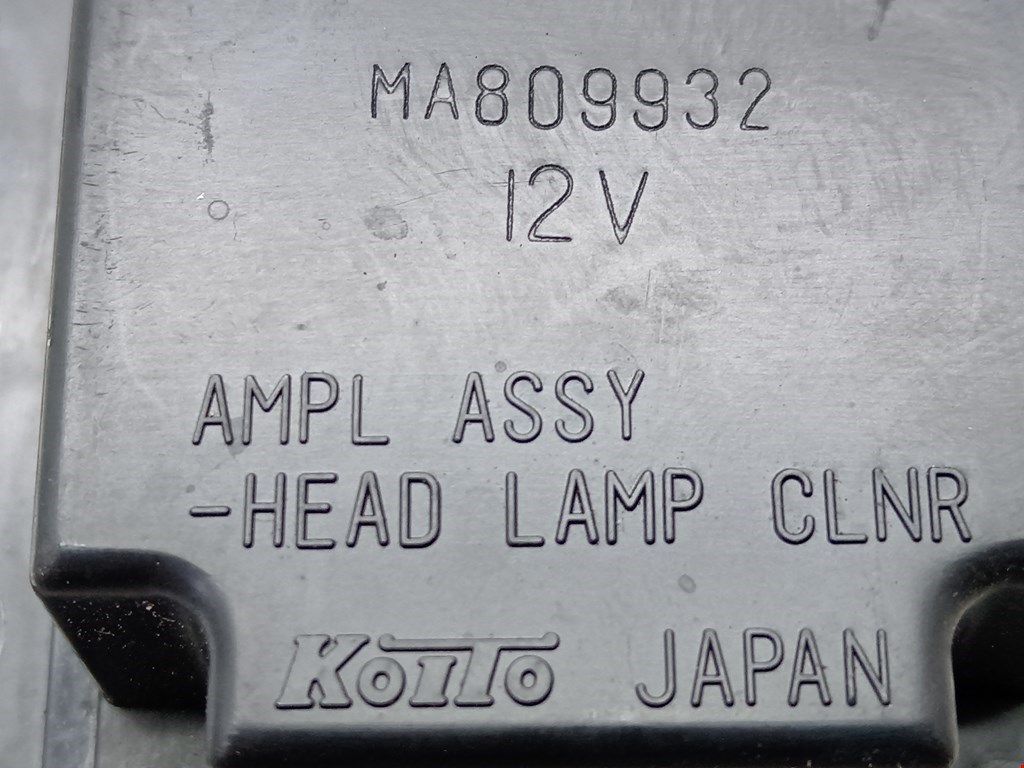 MA809932
12V
AMPL ASSY
-HEAD LAMP CLNR
KOITO JAPAN